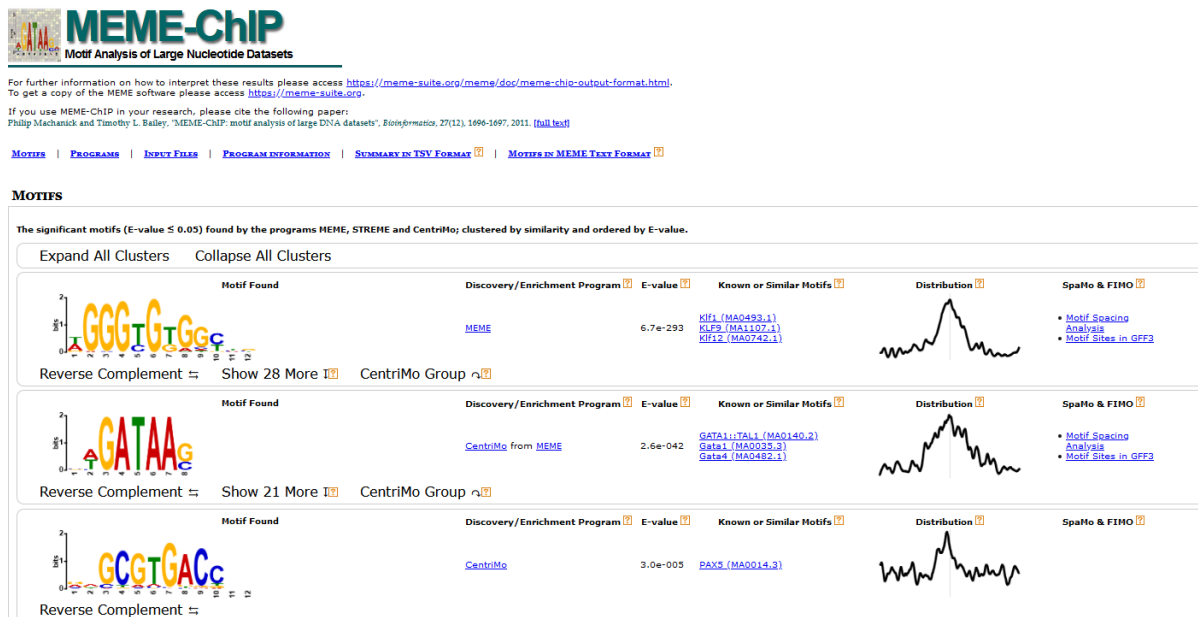 MEME-ChIP
Motif Analysis of Large Nucleotide Datasets
For further information on how to interpret these results please access https://meme-suite.org/meme/doc/meme-chip-output-format.html.
To get a copy of the MEME software please access https://meme-suite.org.
If you use MEME-ChIP in your research, please cite the following paper:
Philip Machanick and Timothy L. Bailey, "MEME-ChIP: motif analysis of large DNA datasets", Bioinformatics, 27(12), 1696-1697, 2011. [full text]
Motifs | Programs | Input Files | Program information | Summary in TSV Format ? | Motifs in MEME Text Format ?
Motifs
The significant motifs (E-value ≤ 0.05) found by the programs MEME, STREME and CentriMo; clustered by similarity and ordered by E-value.
Expand All Clusters Collapse All Clusters
Motif Found Discovery/Enrichment Program ? E-value ? Known or Similar Motifs ? Distribution ? SpaMo & FIMO ?
MEME 6.7e-293
Klf1 (MA0493.1)
KLF9 (MA1107.1)
Klf12 (MA0742.1)
• Motif Spacing
Analysis
• Motif Sites in GFF3
Reverse Complement ⇆ Show 28 More ? CentriMo Group ?
Motif Found Discovery/Enrichment Program ? E-value ? Known or Similar Motifs ? Distribution ? SpaMo & FIMO ?
GATAA
CentriMo from MEME 2.6e-042
GATA1::TAL1 (MA0140.2)
Gata1 (MA0035.3)
Gata4 (MA0482.1)
• Motif Spacing
Analysis
• Motif Sites in GFF3
Reverse Complement ⇆ Show 21 More ? CentriMo Group ?
Motif Found Discovery/Enrichment Program ? E-value ? Known or Similar Motifs ? Distribution ? SpaMo & FIMO ?
GCGTGAC
CentriMo 3.0e-005 PAX5 (MA0014.3)
Reverse Complement ⇆